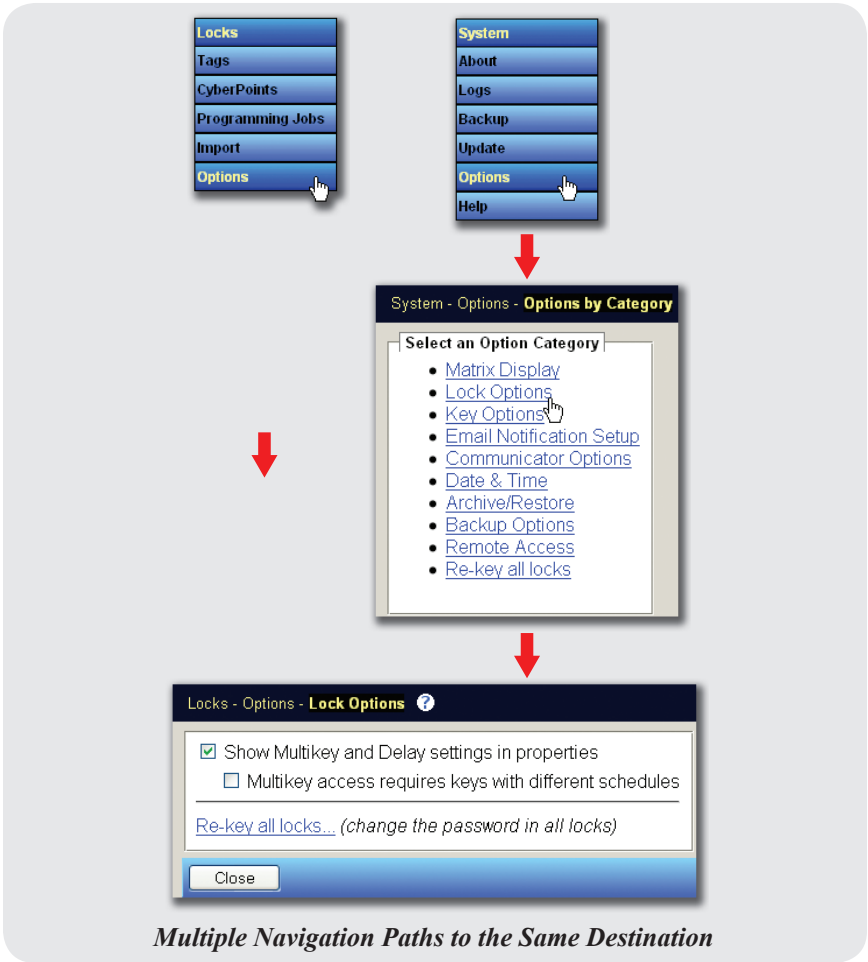 Locks
Tags
CyberPoints
Programming Jobs
Import
Options
System
About
Logs
Backup
Update
Options
Help
System - Options - Options by Category
Select an Option Category
Matrix Display
Lock Options
Key Options
Email Notification Setup
Communicator Options
Date & Time
Archive/Restore
Backup Options
Remote Access
Re-key all locks
Locks - Options - Lock Options ?
Show Multikey and Delay settings in properties
Multikey access requires keys with different schedules
Re-key all locks... (change the password in all locks)
Close
Multiple Navigation Paths to the Same Destination